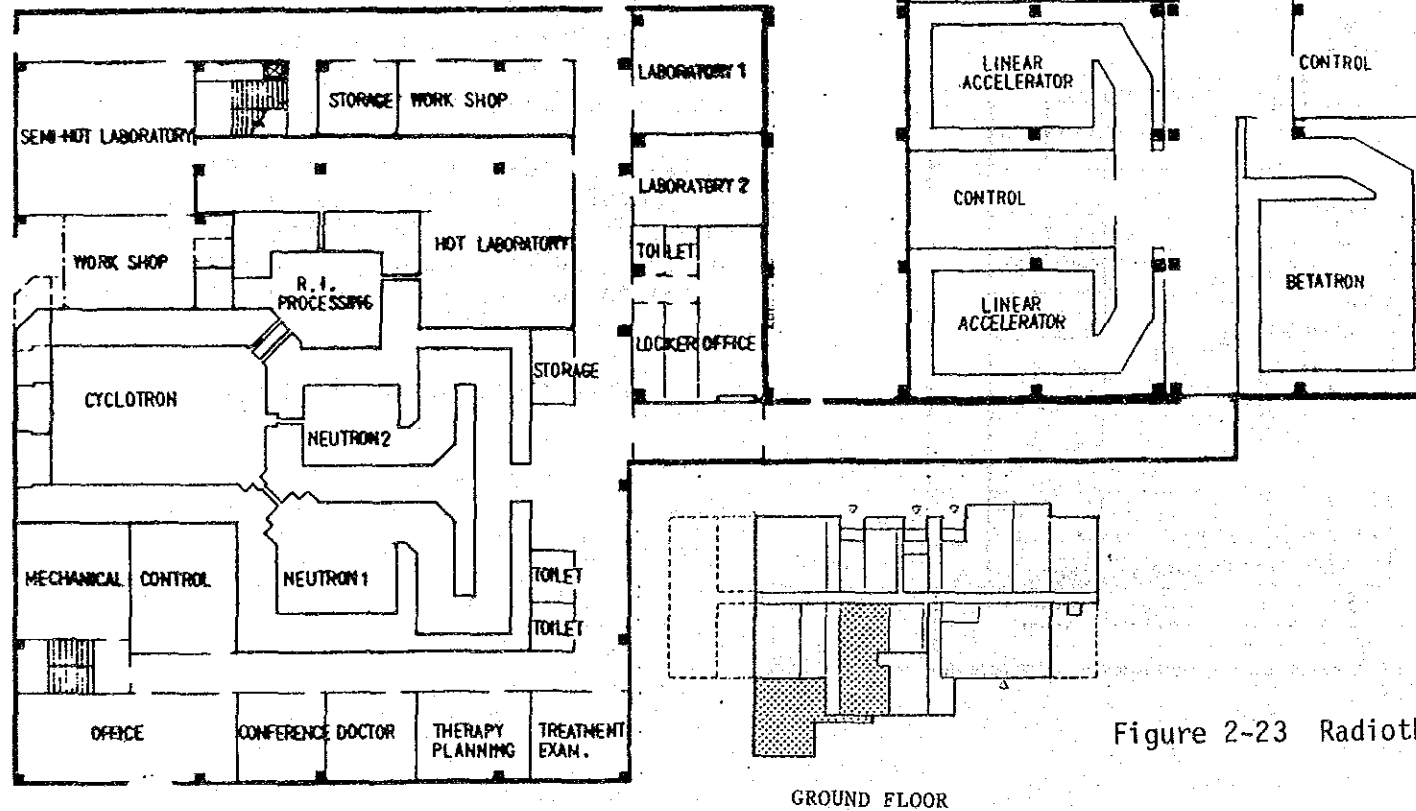 LABORATORY 1
LINEAR
ACCELERATOR
CONTROL
STORAGE
WORK SHOP
SEMI-HOT LABORATORY
LABORATORY 2
CONTROL
WORK SHOP
HOT LABORATORY
TOILET
R.I.
PROCESSING
BETATRON
LINEAR
ACCELERATOR
LOCKER
OFFICE
STORAGE
CYCLOTRON
NEUTRON 2
MECHANICAL
CONTROL
NEUTRON 1
TOILET
TOILET
OFFICE
CONFERENCE
DOCTOR
THERAPY
PLANNING
TREATMENT
EXAM.
Figure 2-23 Radioth
GROUND FLOOR